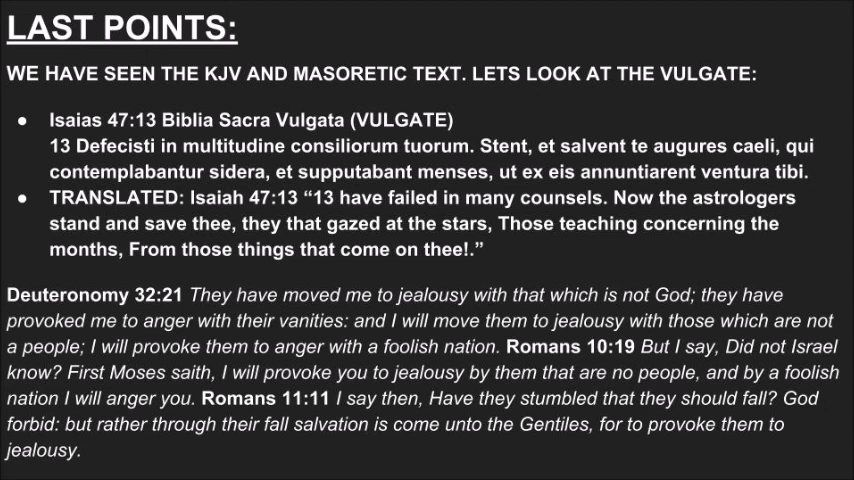 LAST POINTS:
WE HAVE SEEN THE KJV AND MASORETIC TEXT. LETS LOOK AT THE VULGATE:
● Isaias 47:13 Biblia Sacra Vulgata (VULGATE)
13 Defecisti in multitudine consiliorum tuorum. Stent, et salvent te augures caeli, qui
contemplabantur sidera, et supputabant menses, ut ex eis annuntiarent ventura tibi.
● TRANSLATED: Isaiah 47:13 “13 have failed in many counsels. Now the astrologers
stand and save thee, they that gazed at the stars, Those teaching concerning the
months, From those things that come on thee!.”
Deuteronomy 32:21 They have moved me to jealousy with that which is not God; they have
provoked me to anger with their vanities: and I will move them to jealousy with those which are not
a people; I will provoke them to anger with a foolish nation. Romans 10:19 But I say, Did not Israel
know? First Moses saith, I will provoke you to jealousy by them that are no people, and by a foolish
nation I will anger you. Romans 11:11 I say then, Have they stumbled that they should fall? God
forbid: but rather through their fall salvation is come unto the Gentiles, for to provoke them to
jealousy.